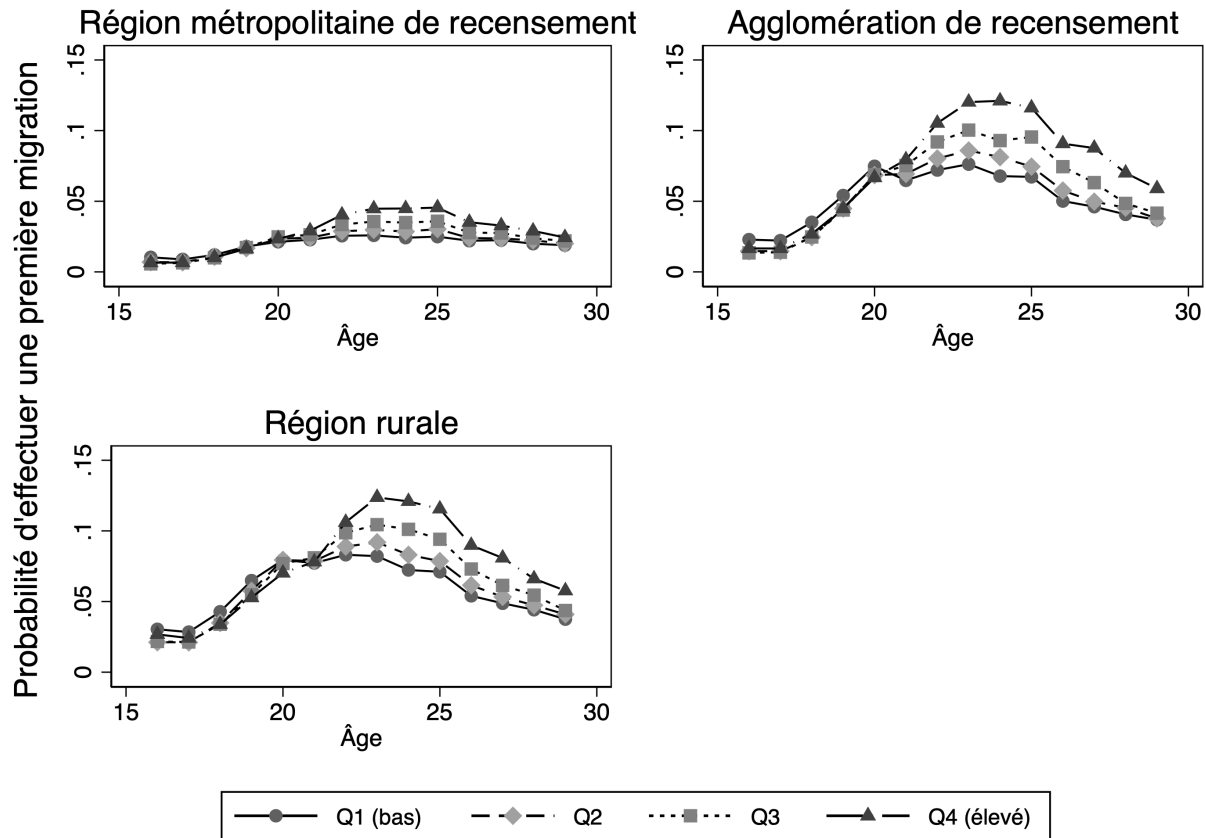 Région métropolitaine de recensement
Agglomération de recensement
Probabilité d'effectuer une première migration
.15
.1
.05
0
15
20
25
30
Âge
.15
.1
.05
0
15
20
25
30
Âge
Région rurale
.15
.1
.05
0
15
20
25
30
Âge
Q1 (bas)
Q2
Q3
Q4 (élevé)